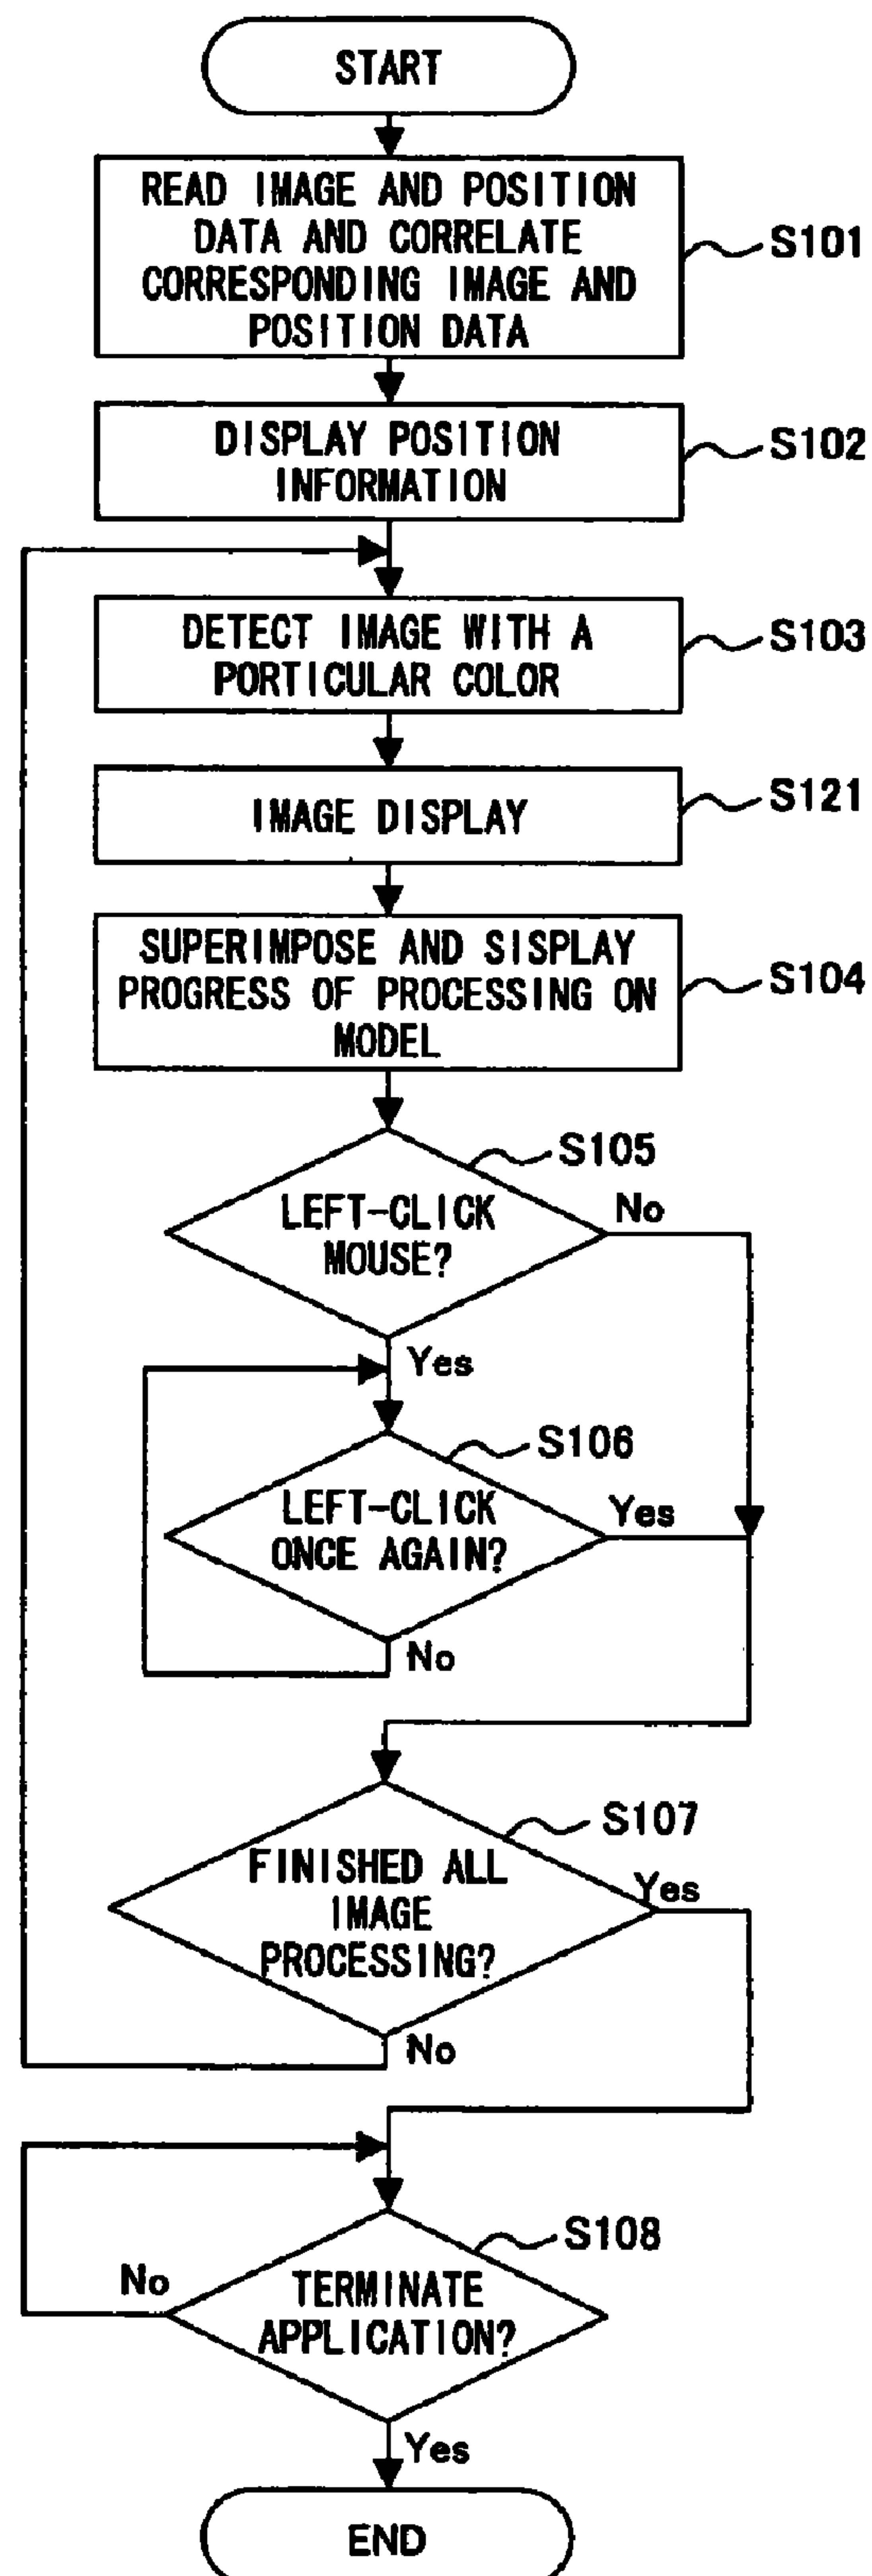 START
READ IMAGE AND POSITION
DATA AND CORRELATE
CORRESPONDING IMAGE AND
POSITION DATA
S101
DISPLAY POSITION
INFORMATION
S102
DETECT IMAGE WITH A
PORTICULAR COLOR
S103
IMAGE DISPLAY
S121
SUPERIMPOSE AND SISPLAY
PROGRESS OF PROCESSING ON
MODEL
S104
S105
LEFT-CLICK
MOUSE?
No
Yes
S106
LEFT-CLICK
ONCE AGAIN?
Yes
No
S107
FINISHED ALL
IMAGE
PROCESSING?
Yes
No
S108
No
TERMINATE
APPLICATION?
Yes
END